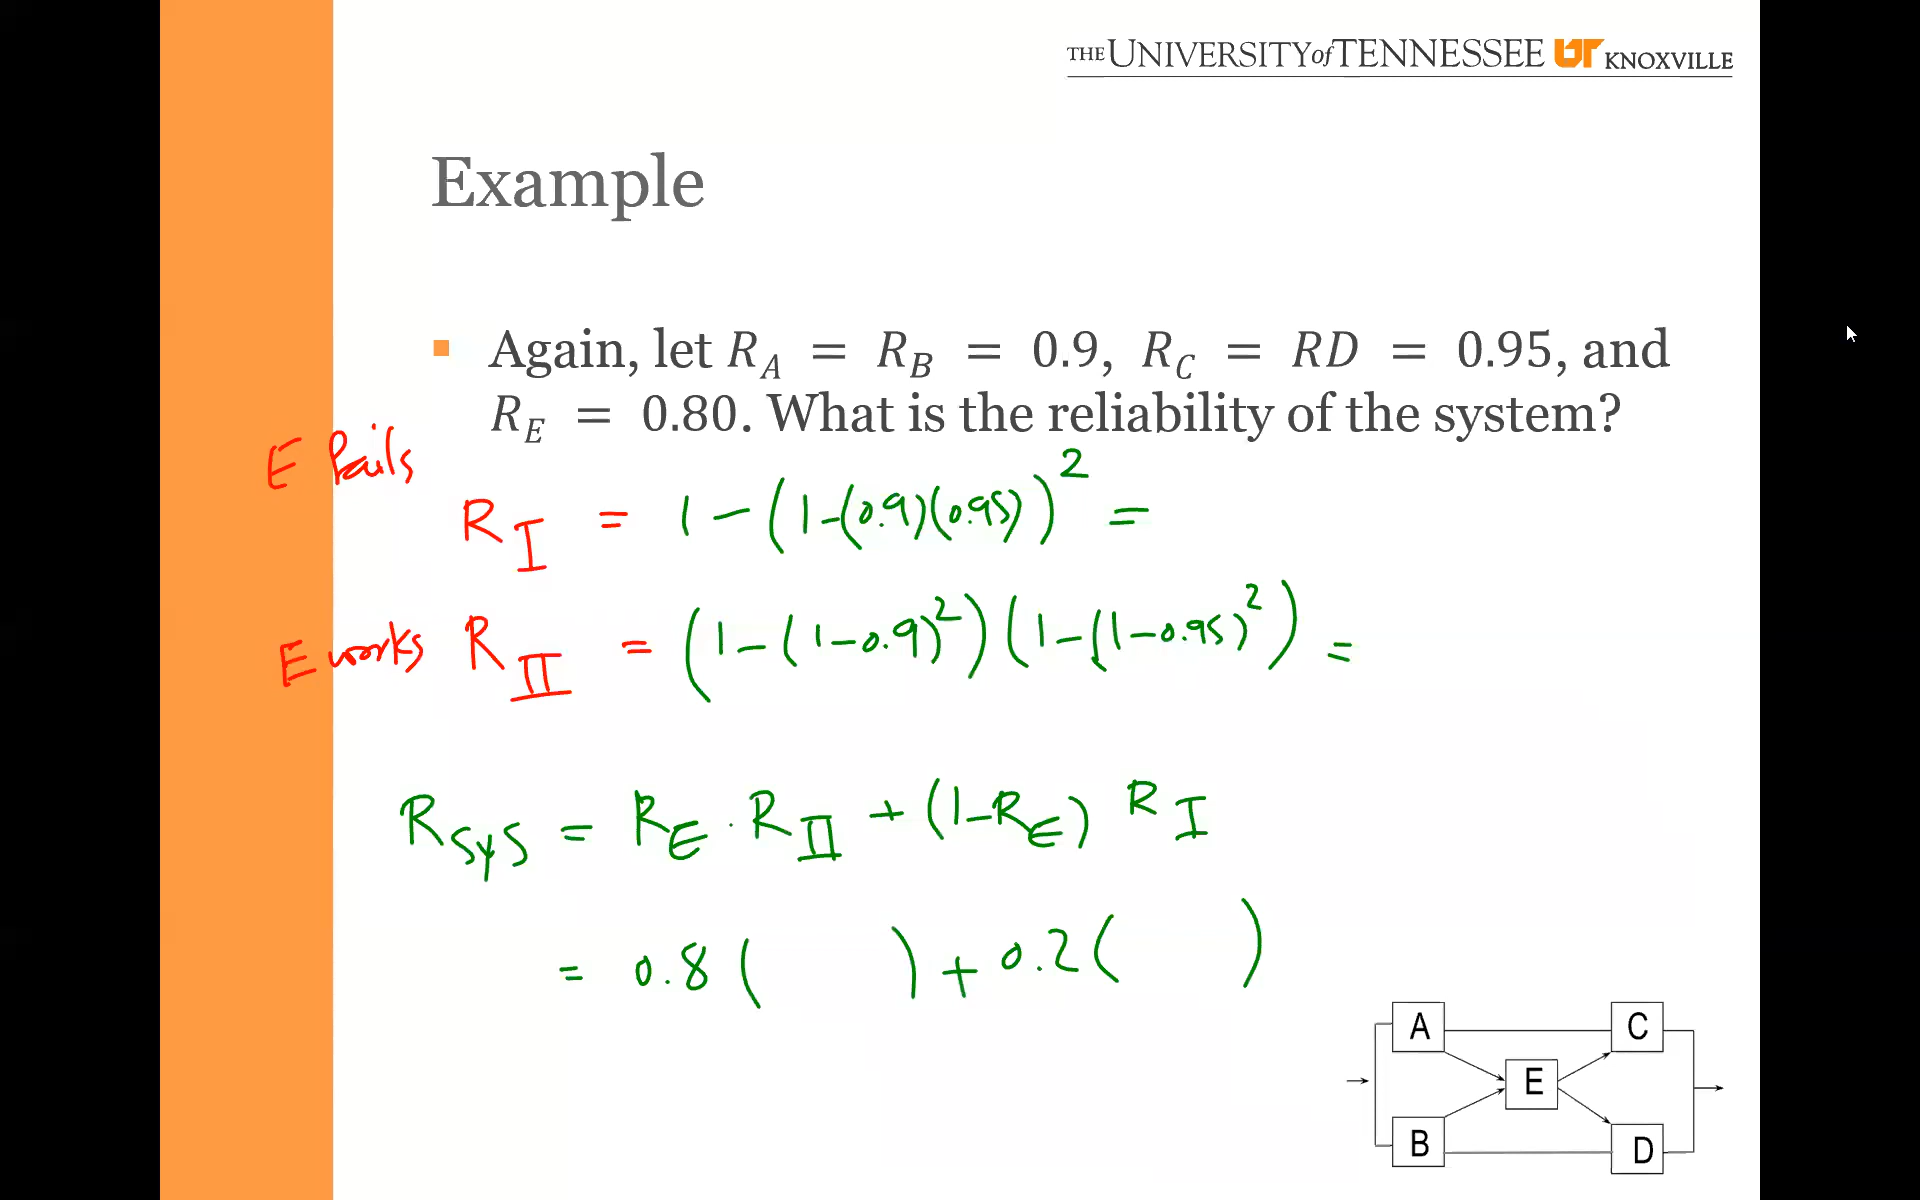 THE UNIVERSITY of TENNESSEE UT KNOXVILLE
Example
Again, let R_A = R_B = 0.9, R_C = RD = 0.95, and
R_E = 0.80. What is the reliability of the system?
E fails
R_I = 1 - (1-(0.9)(0.95))^2 =
E works R_II = (1-(1-0.9)^2)(1-(1-0.95)^2) =
R_sys = R_E . R_II + (1-R_E) R_I
= 0.8 ( ) + 0.2 ( )
A C
E
B D